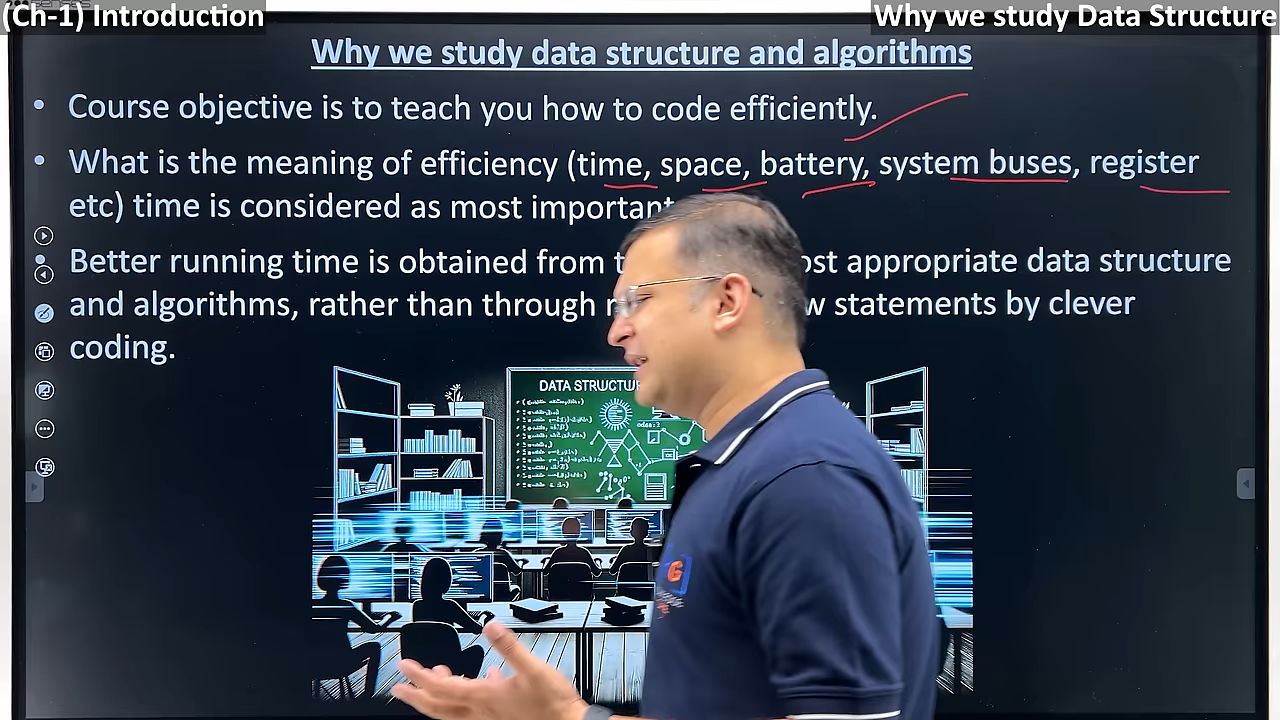 (Ch-1) Introduction
Why we study Data Structure
Why we study data structure and algorithms
• Course objective is to teach you how to code efficiently.
• What is the meaning of efficiency (time, space, battery, system buses, register
etc) time is considered as most important
• Better running time is obtained from ost appropriate data structure
and algorithms, rather than through w statements by clever
coding.
DATA STRUCTU